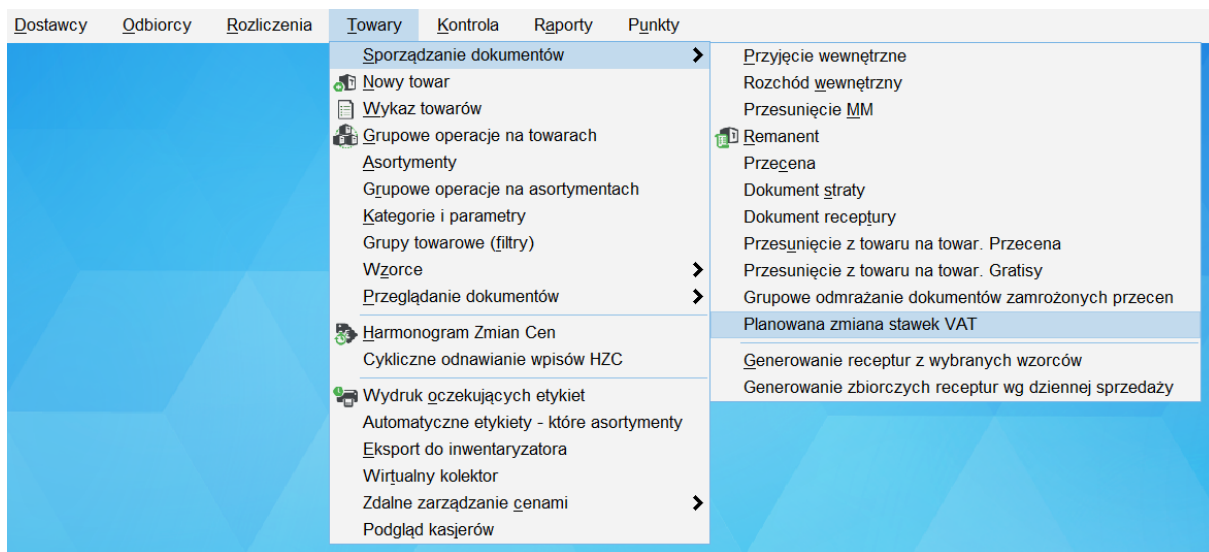 Dostawcy Odbiorcy Rozliczenia Towary Kontrola Raporty Punkty
Sporządzanie dokumentów
Nowy towar
Wykaz towarów
Grupowe operacje na towarach
Asortymenty
Grupowe operacje na asortymentach
Kategorie i parametry
Grupy towarowe (filtry)
Wzorce
Przeglądanie dokumentów
Harmonogram Zmian Cen
Cykliczne odnawianie wpisów HZC
Wydruk oczekujących etykiet
Automatyczne etykiety - które asortymenty
Eksport do inwentaryzatora
Wirtualny kolektor
Zdalne zarządzanie cenami
Podgląd kasjerów
Przyjęcie wewnętrzne
Rozchód wewnętrzny
Przesunięcie MM
Remanent
Przecena
Dokument straty
Dokument receptury
Przesunięcie z towaru na towar. Przecena
Przesunięcie z towaru na towar. Gratisy
Grupowe odmrażanie dokumentów zamrożonych przecen
Planowana zmiana stawek VAT
Generowanie receptur z wybranych wzorców
Generowanie zbiorczych receptur wg dziennej sprzedaży